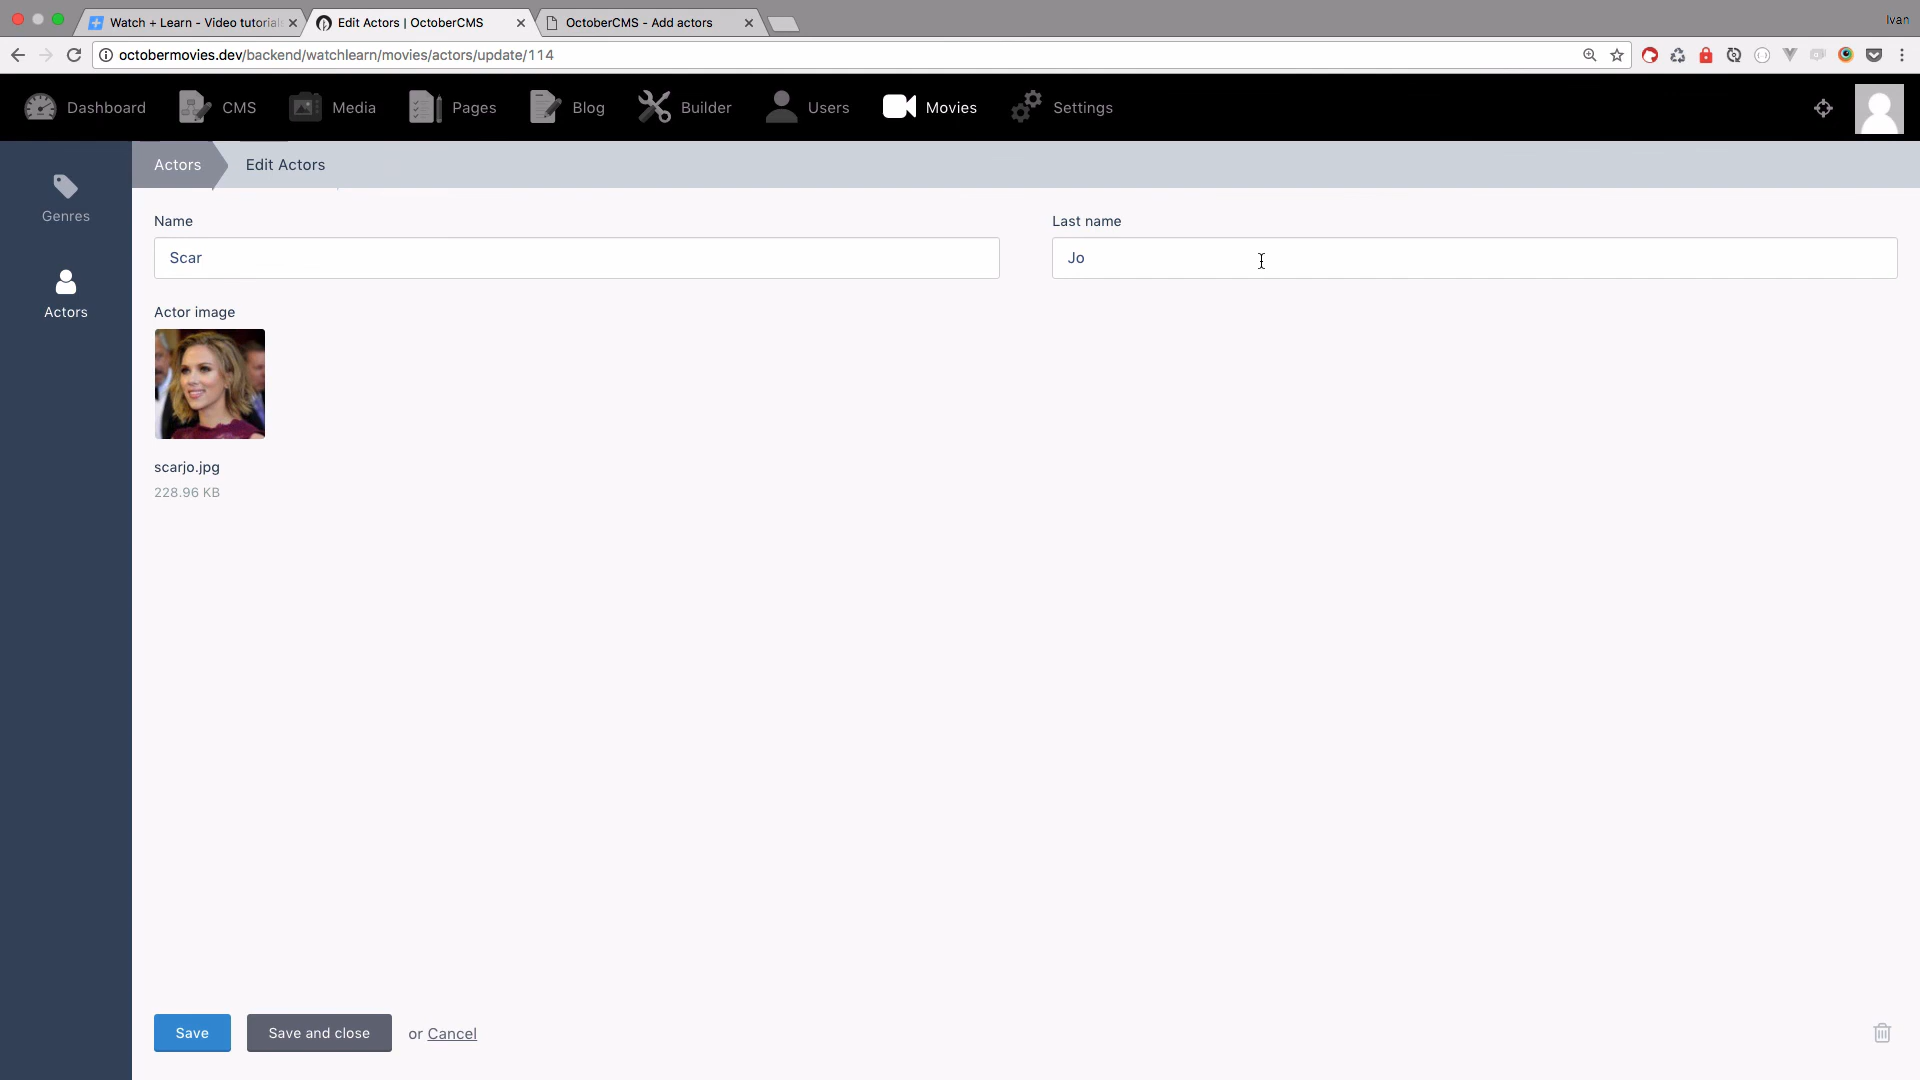 Watch + Learn - Video tutorials
Edit Actors | OctoberCMS
OctoberCMS - Add actors
Ivan
octobermovies.dev/backend/watchlearn/movies/actors/update/114
Dashboard
CMS
Media
Pages
Blog
Builder
Users
Movies
Settings
Genres
Actors
Actors
Edit Actors
Name
Last name
Scar
Jo
Actor image
scarjo.jpg
228.96 KB
Save
Save and close
or Cancel